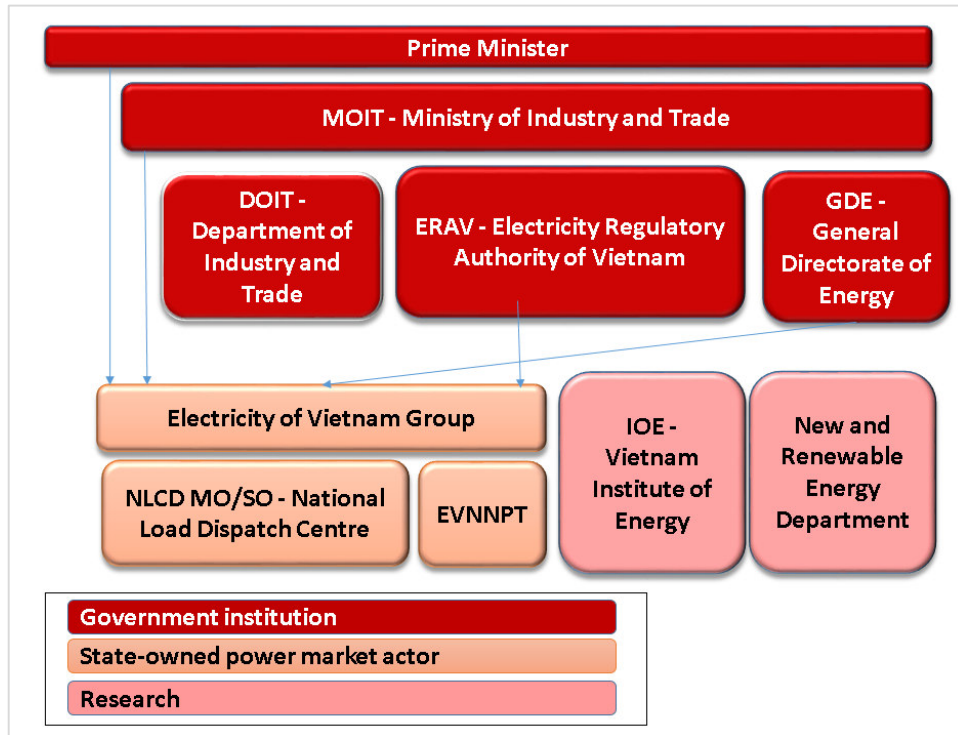 Prime Minister
MOIT - Ministry of Industry and Trade
DOIT -
Department of
Industry and
Trade
ERAV - Electricity Regulatory
Authority of Vietnam
GDE -
General
Directorate of
Energy
Electricity of Vietnam Group
NLCD MO/SO - National
Load Dispatch Centre
EVNNPT
IOE -
Vietnam
Institute of
Energy
New and
Renewable
Energy
Department
Government institution
State-owned power market actor
Research